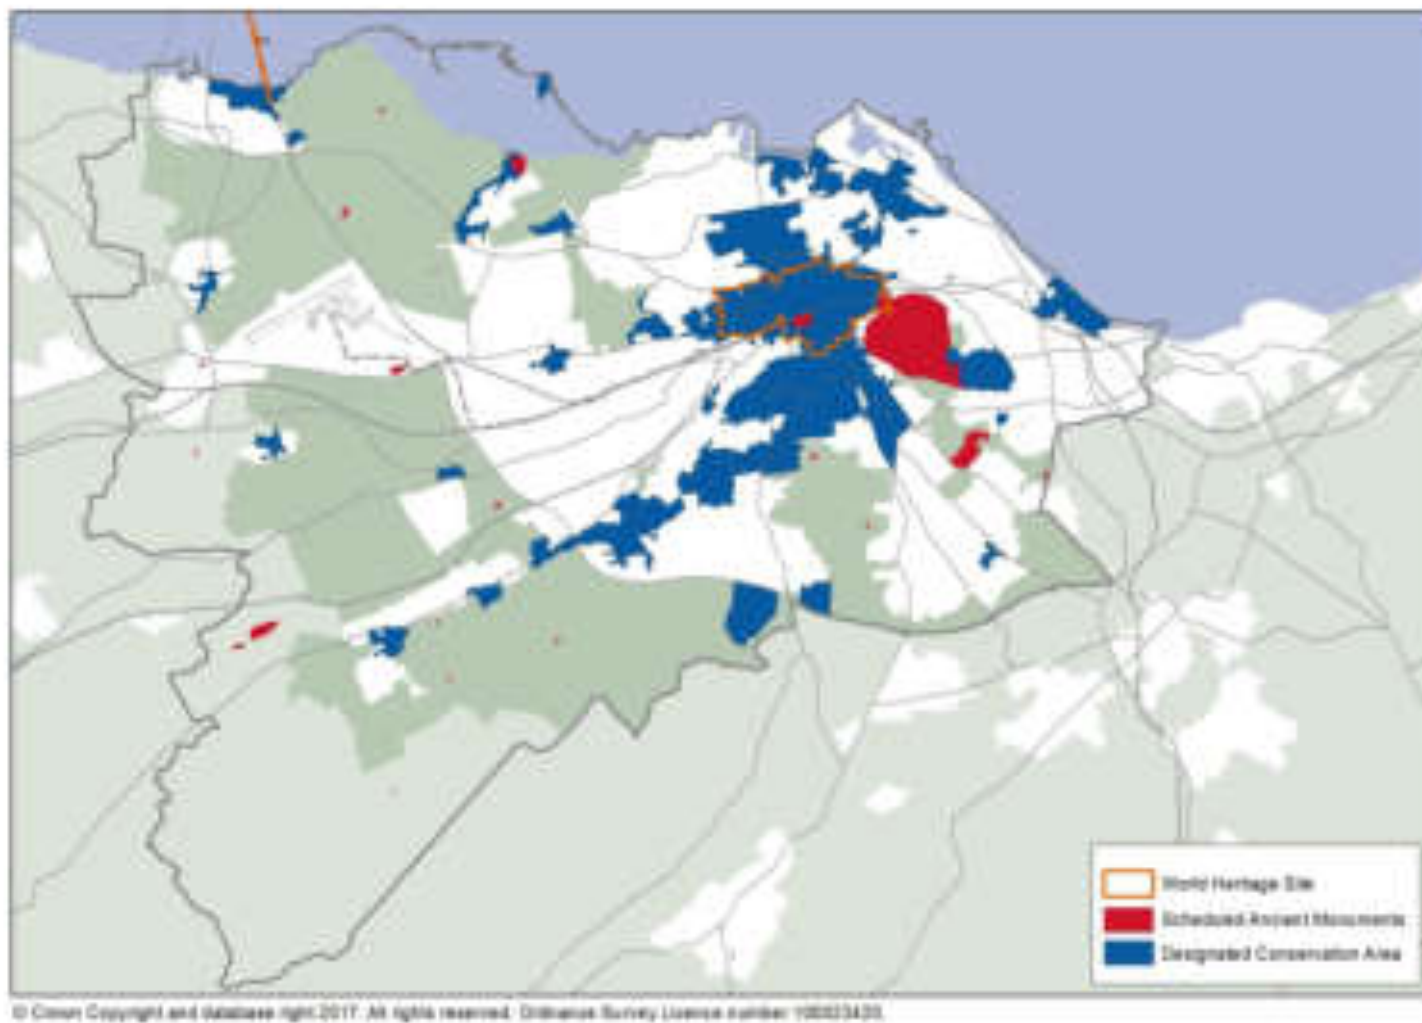 World Heritage Site
Scheduled Ancient Monuments
Designated Conservation Area
© Crown Copyright and database right 2017. All rights reserved. Ordnance Survey Licence number 100023420.